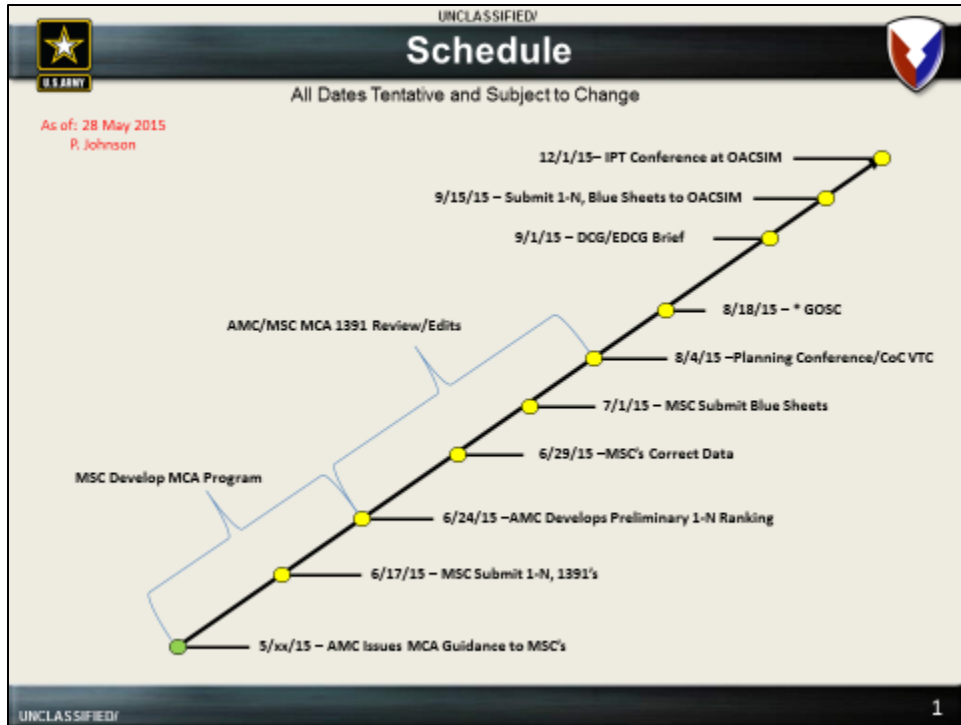 UNCLASSIFIED/
Schedule
U.S.ARMY
All Dates Tentative and Subject to Change
As of: 28 May 2015
P. Johnson
12/1/15– IPT Conference at OACSIM
9/15/15 – Submit 1-N, Blue Sheets to OACSIM
9/1/15 – DCG/EDCG Brief
8/18/15 – * GOSC
AMC/MSC MCA 1391 Review/Edits
8/4/15 –Planning Conference/CoC VTC
7/1/15 – MSC Submit Blue Sheets
6/29/15 –MSC's Correct Data
MSC Develop MCA Program
6/24/15 –AMC Develops Preliminary 1-N Ranking
6/17/15 – MSC Submit 1-N, 1391's
5/xx/15 – AMC Issues MCA Guidance to MSC's
UNCLASSIFIED/
1